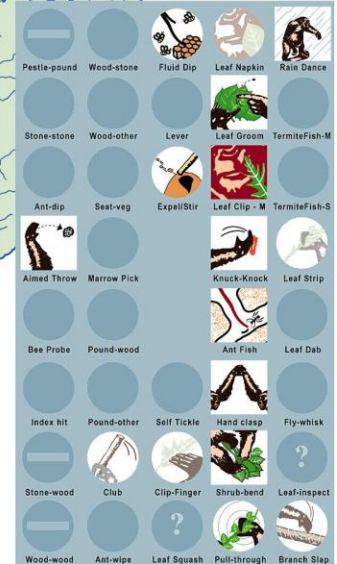 Pestle-pound Wood-stone Fluid Dip Leaf Napkin Rain Dance
Stone-stone Wood-other Lever Leaf Groom TermiteFish-M
Ant-dip Seat-veg Expel/Stir Leaf Clip - M TermiteFish-S
Aimed Throw Marrow Pick Knuck-Knock Leaf Strip
Bee Probe Pound-wood Ant Fish Leaf Dab
Index hit Pound-other Self Tickle Hand clasp Fly-whisk
?
Stone-wood Club Clip-Finger Shrub-bend Leaf-inspect
?
Wood-wood Ant-wipe Leaf Squash Pull-through Branch Slap